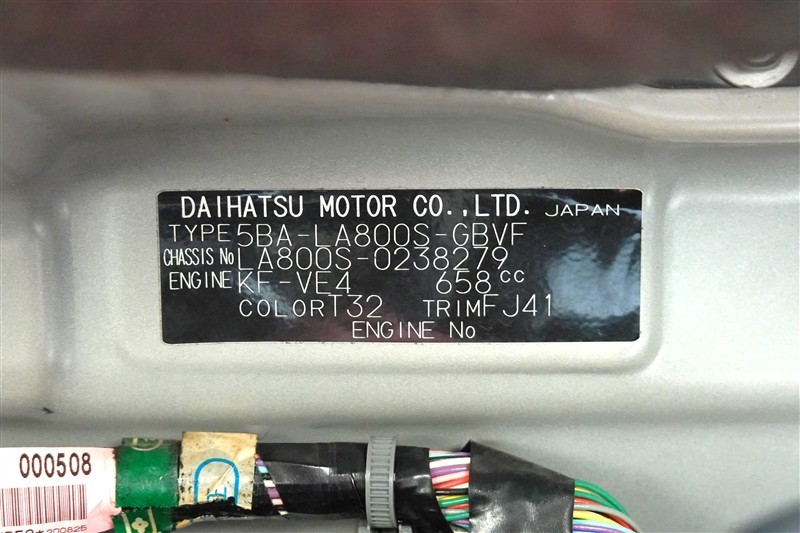 DAIHATSU MOTOR CO.,LTD. JAPAN
TYPE 5BA-LA800S-GBVF
CHASSIS No LA800S-0238279
ENGINE KF-VE4 658cc
COLOR T32 TRIM FJ41
ENGINE No
000508
200825